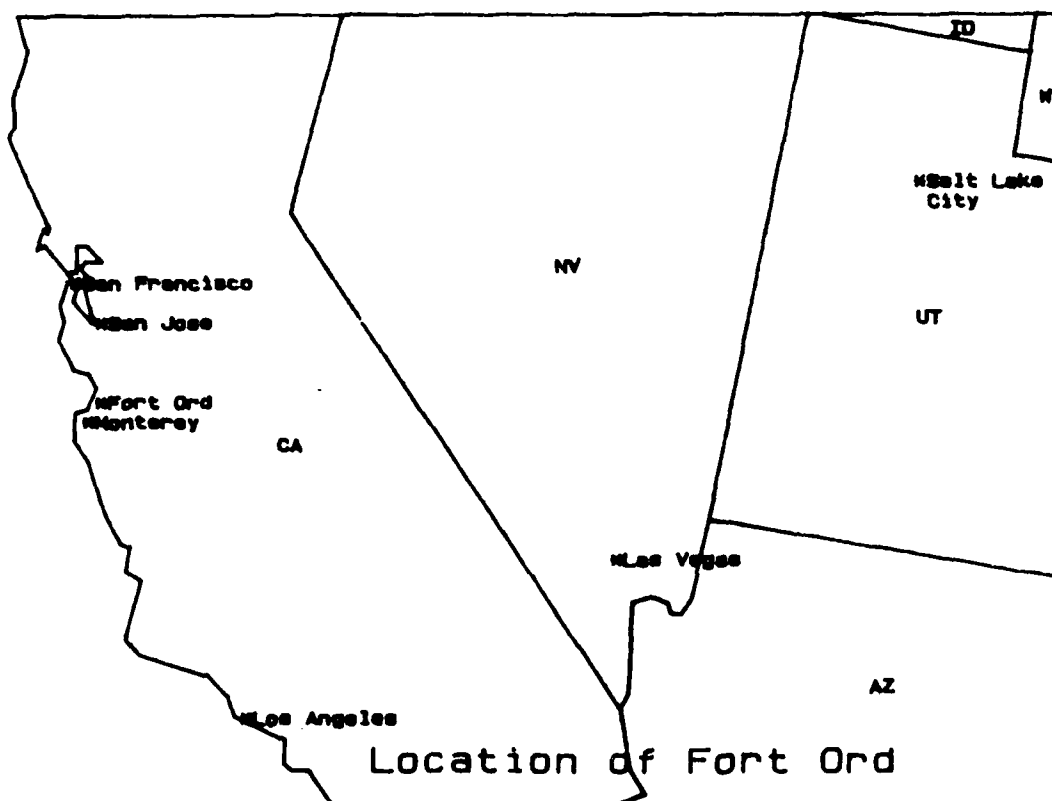 ID
W
*Salt Lake
City
NV
*San Francisco
UT
*San Jose
*Fort Ord
*Monterey
CA
*Las Vegas
AZ
*Los Angeles
Location of Fort Ord